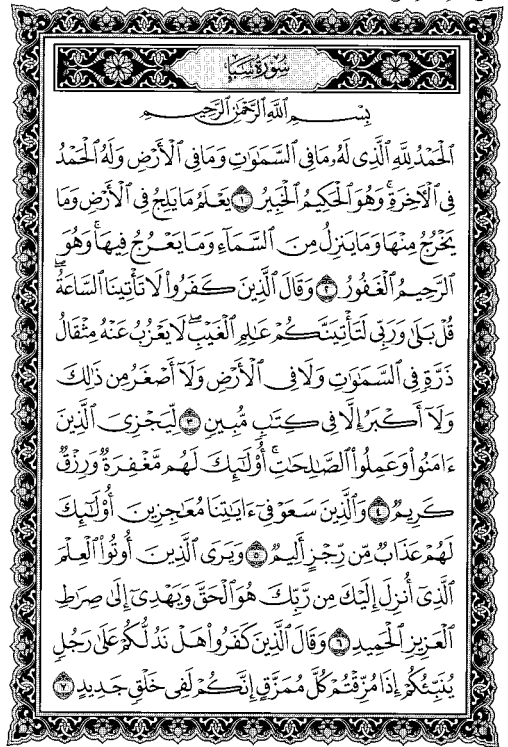 سُورَةُ سَبَإٍ
بِسْمِ ٱللَّهِ ٱلرَّحْمَٰنِ ٱلرَّحِيمِ
ٱلْحَمْدُ لِلَّهِ ٱلَّذِى لَهُۥ مَا فِى ٱلسَّمَٰوَٰتِ وَمَا فِى ٱلْأَرْضِ وَلَهُ ٱلْحَمْدُ
فِى ٱلْءَاخِرَةِ ۚ وَهُوَ ٱلْحَكِيمُ ٱلْخَبِيرُ ١ يَعْلَمُ مَا يَلِجُ فِى ٱلْأَرْضِ وَمَا
يَخْرُجُ مِنْهَا وَمَا يَنزِلُ مِنَ ٱلسَّمَآءِ وَمَا يَعْرُجُ فِيهَا ۚ وَهُوَ
ٱلرَّحِيمُ ٱلْغَفُورُ ٢ وَقَالَ ٱلَّذِينَ كَفَرُوا۟ لَا تَأْتِينَا ٱلسَّاعَةُ ۖ
قُلْ بَلَىٰ وَرَبِّى لَتَأْتِيَنَّكُمْ عَٰلِمِ ٱلْغَيْبِ ۖ لَا يَعْزُبُ عَنْهُ مِثْقَالُ
ذَرَّةٍ فِى ٱلسَّمَٰوَٰتِ وَلَا فِى ٱلْأَرْضِ وَلَآ أَصْغَرُ مِن ذَٰلِكَ
وَلَآ أَكْبَرُ إِلَّا فِى كِتَٰبٍ مُّبِينٍ ٣ لِّيَجْزِىَ ٱلَّذِينَ
ءَامَنُوا۟ وَعَمِلُوا۟ ٱلصَّٰلِحَٰتِ ۚ أُو۟لَٰٓئِكَ لَهُم مَّغْفِرَةٌ وَرِزْقٌ
كَرِيمٌ ٤ وَٱلَّذِينَ سَعَوْ فِىٓ ءَايَٰتِنَا مُعَٰجِزِينَ أُو۟لَٰٓئِكَ
لَهُمْ عَذَابٌ مِّن رِّجْزٍ أَلِيمٌ ٥ وَيَرَى ٱلَّذِينَ أُوتُوا۟ ٱلْعِلْمَ
ٱلَّذِىٓ أُنزِلَ إِلَيْكَ مِن رَّبِّكَ هُوَ ٱلْحَقَّ وَيَهْدِىٓ إِلَىٰ صِرَٰطِ
ٱلْعَزِيزِ ٱلْحَمِيدِ ٦ وَقَالَ ٱلَّذِينَ كَفَرُوا۟ هَلْ نَدُلُّكُمْ عَلَىٰ رَجُلٍ
يُنَبِّئُكُمْ إِذَا مُزِّقْتُمْ كُلَّ مُمَزَّقٍ إِنَّكُمْ لَفِى خَلْقٍ جَدِيدٍ ٧